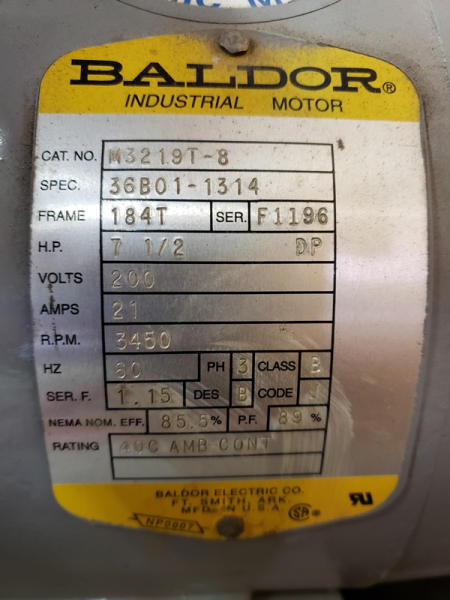 BALDOR®
INDUSTRIAL MOTOR
CAT. NO. M3219T-8
SPEC. 36B01-1314
FRAME 184T SER. F1196
H.P. 7 1/2 DP
VOLTS 200
AMPS 21
R.P.M. 3450
HZ 60 PH 3 CLASS B
SER. F. 1.15 DES B CODE
NEMA NOM. EFF. 85.5% P.F. 89 %
RATING 40C AMB CONT
BALDOR ELECTRIC CO.
FT. SMITH, ARK.
MFD. IN U.S.A.
NP0007